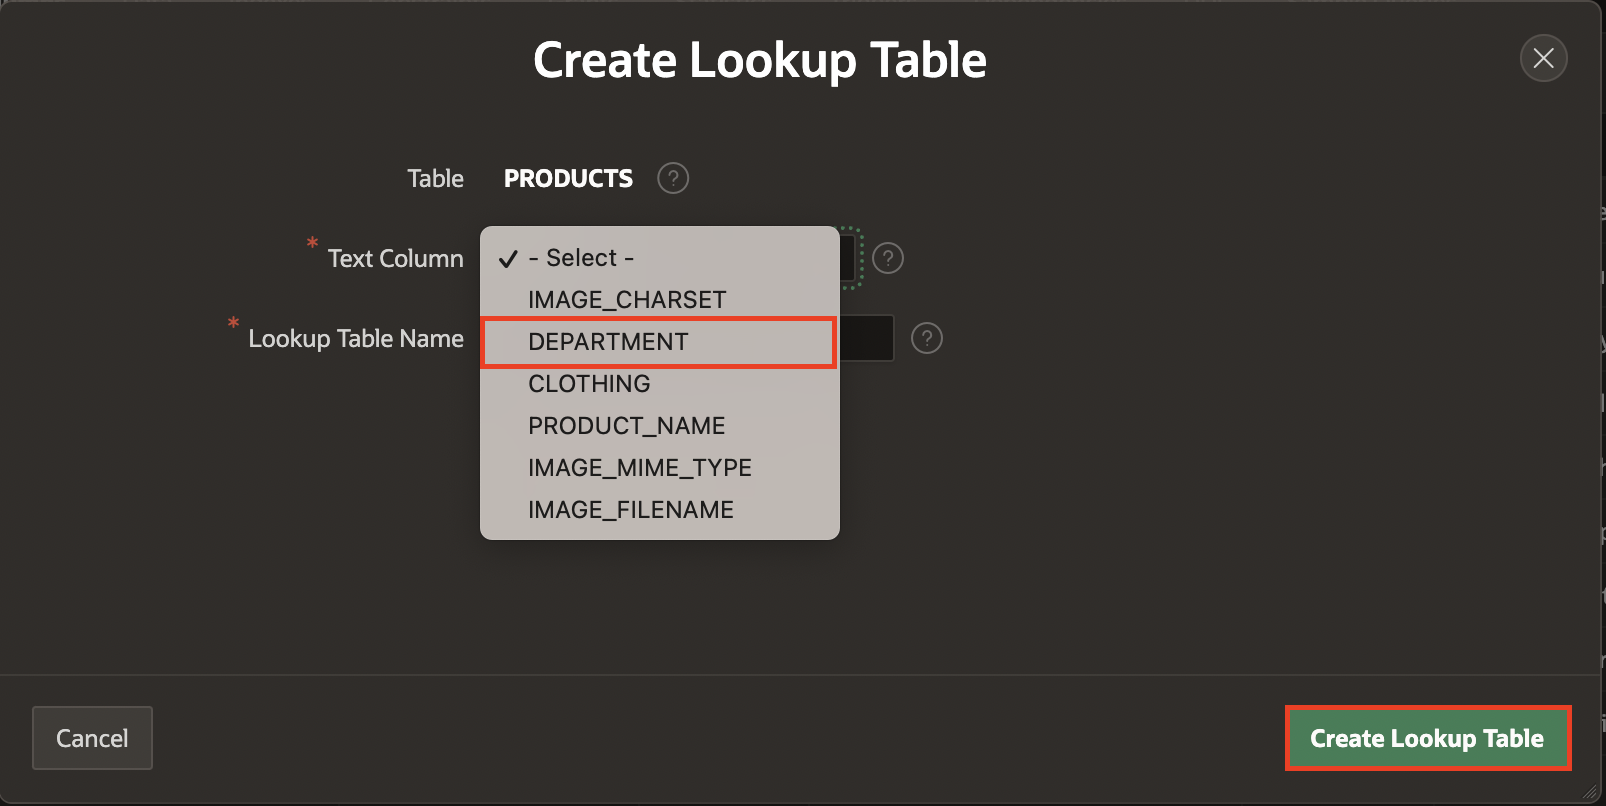 Create Lookup Table
Table PRODUCTS ?
* Text Column ?
✓ - Select -
IMAGE_CHARSET
DEPARTMENT
CLOTHING
PRODUCT_NAME
IMAGE_MIME_TYPE
IMAGE_FILENAME
* Lookup Table Name ?
Cancel
Create Lookup Table